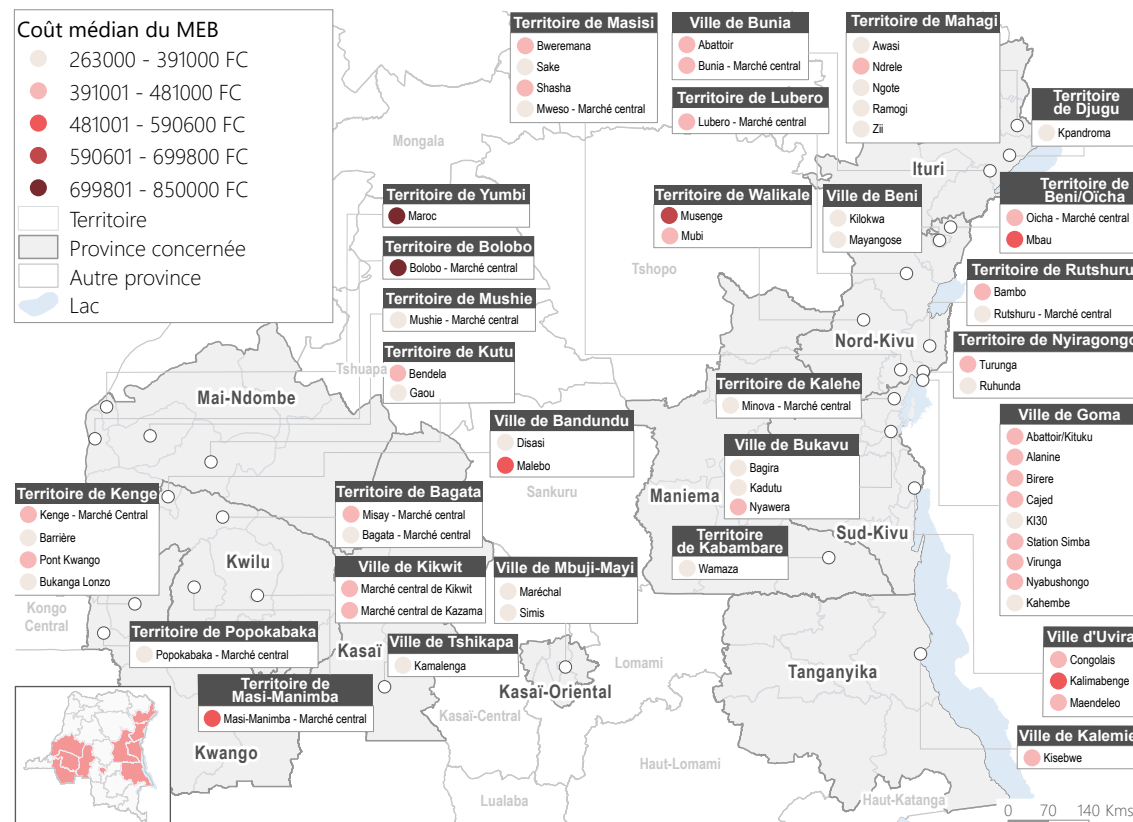 Coût médian du MEB
263000 - 391000 FC
391001 - 481000 FC
481001 - 590600 FC
590601 - 699800 FC
699801 - 850000 FC
Territoire
Province concernée
Autre province
Lac
Territoire de Masisi
Bweremana
Sake
Shasha
Mweso - Marché central
Ville de Bunia
Abattoir
Bunia - Marché central
Territoire de Lubero
Lubero - Marché central
Territoire de Mahagi
Awasi
Ndrele
Ngote
Ramogi
Zii
Territoire
de Djugu
Kpandroma
Mongala
Ituri
Territoire de Yumbi
Maroc
Territoire de Bolobo
Bolobo - Marché central
Territoire de Mushie
Mushie - Marché central
Territoire de Kutu
Bendela
Gaou
Territoire de Walikale
Musenge
Mubi
Ville de Beni
Kilokwa
Mayangose
Territoire de
Beni/Oïcha
Oicha - Marché central
Mbau
Tshopo
Territoire de Rutshuru
Bambo
Rutshuru - Marché central
Nord-Kivu
Territoire de Nyiragongo
Turunga
Ruhunda
Tshuapa
Mai-Ndombe
Territoire de Kalehe
Minova - Marché central
Ville de Bandundu
Disasi
Malebo
Ville de Bukavu
Bagira
Kadutu
Nyawera
Ville de Goma
Abattoir/Kituku
Alanine
Birere
Cajed
KI30
Station Simba
Virunga
Nyabushongo
Kahembe
Territoire de Kenge
Kenge - Marché Central
Barrière
Pont Kwango
Bukanga Lonzo
Territoire de Bagata
Misay - Marché central
Bagata - Marché central
Sankuru
Maniema
Sud-Kivu
Territoire
de Kabambare
Wamaza
Kwilu
Ville de Kikwit
Marché central de Kikwit
Marché central de Kazama
Ville de Mbuji-Mayi
Maréchal
Simis
Kongo
Central
Territoire de Popokabaka
Popokabaka - Marché central
Kasaï
Ville de Tshikapa
Kamalenga
Lomami
Tanganyika
Ville d'Uvira
Congolais
Kalimabenge
Maendeleo
Territoire de
Masi-Manimba
Masi-Manimba - Marché central
Kasaï-Oriental
Kasaï-Central
Kwango
Haut-Lomami
Ville de Kalemie
Kisebwe
Lualaba
Haut-Katanga
0 70 140 Kms